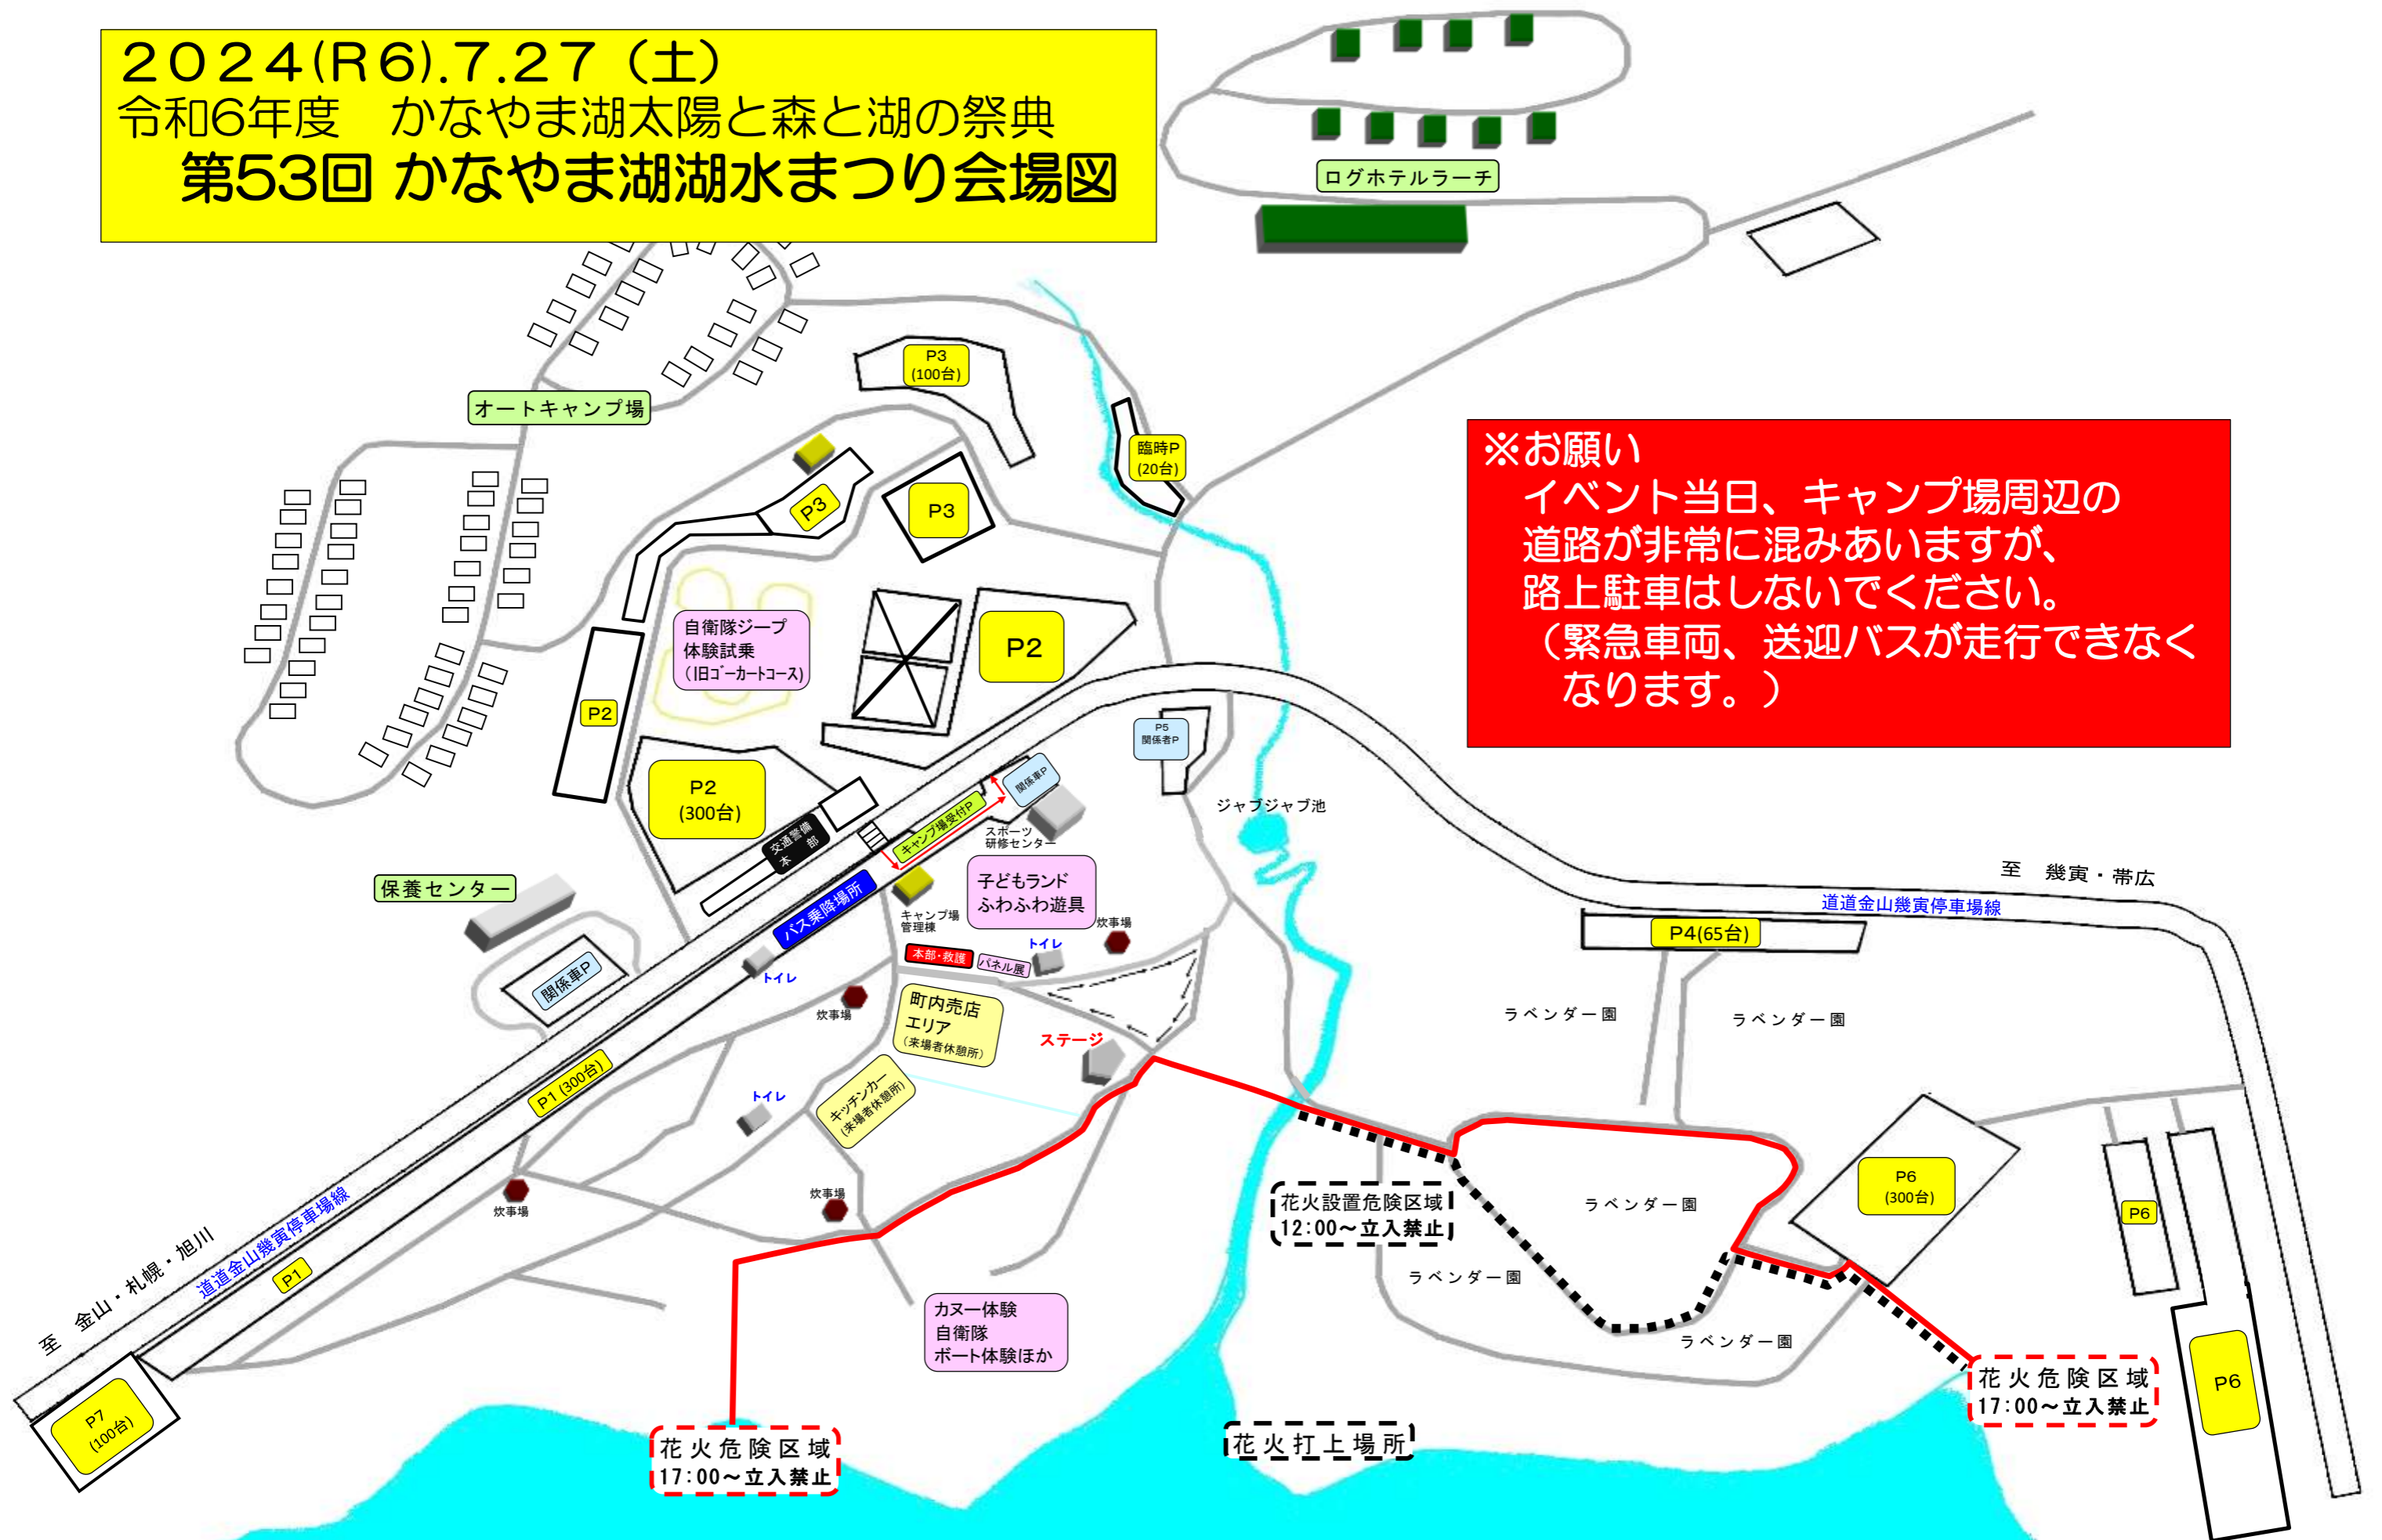 ２０２４(Ｒ６).７.２７（土）
令和6年度　かなやま湖太陽と森と湖の祭典
第53回 かなやま湖湖水まつり会場図
ログホテルラーチ
※お願い
イベント当日、キャンプ場周辺の
道路が非常に混みあいますが、
路上駐車はしないでください。
（緊急車両、送迎バスが走行できなく
なります。）
オートキャンプ場
P3
(100台)
臨時P
(20台)
P3
P3
自衛隊ジープ
体験試乗
（旧ｺﾞｰｶｰﾄｺｰｽ）
P2
P2
P2
(300台)
P5
関係者P
関係車P
キャンプ場受付P
スポーツ
研修センター
ジャブジャブ池
交通警備
本　部
バス乗降場所
キャンプ場
管理棟
子どもランド
ふわふわ遊具
炊事場
保養センター
関係車P
トイレ
本部・救護
パネル展
トイレ
炊事場
町内売店
エリア
（来場者休憩所）
ステージ
キッチンカー
(来場者休憩所)
トイレ
P1 (300台)
炊事場
炊事場
至　幾寅・帯広
道道金山幾寅停車場線
P4(65台)
ラベンダー園
ラベンダー園
花火設置危険区域
12:00～立入禁止
ラベンダー園
ラベンダー園
ラベンダー園
P6
(300台)
P6
P6
至　金山・札幌・旭川
道道金山幾寅停車場線
P1
P7
(100台)
カヌー体験
自衛隊
ボート体験ほか
花火危険区域
17:00～立入禁止
花火打上場所
花火危険区域
17:00～立入禁止